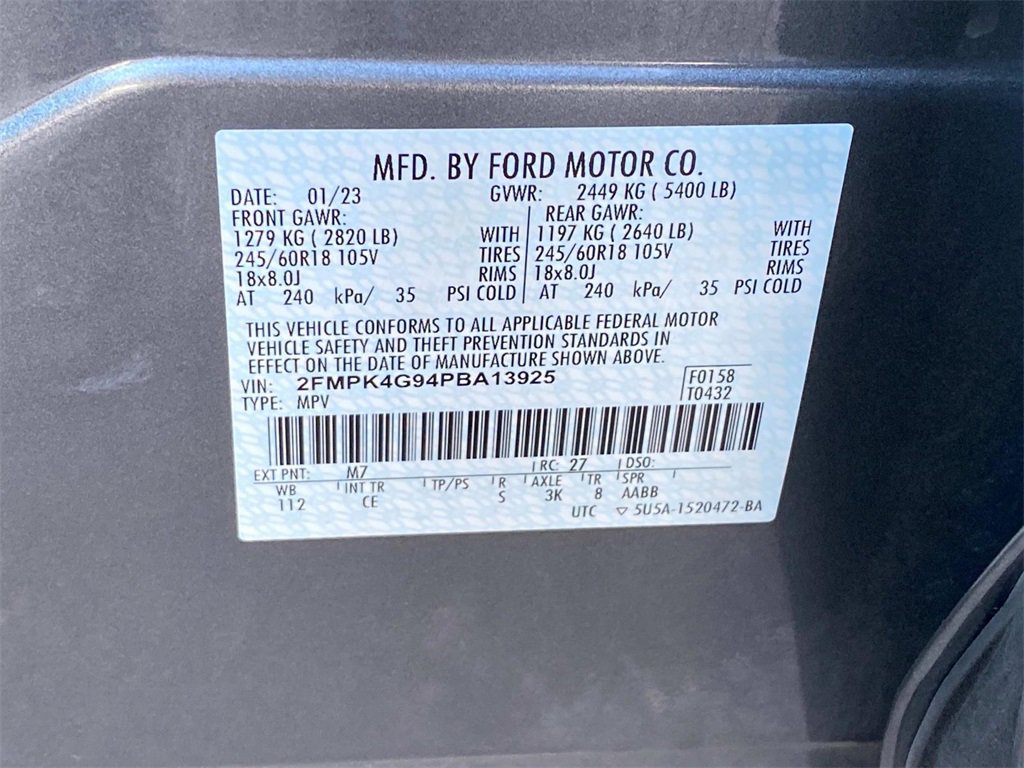 MFD. BY FORD MOTOR CO.
DATE: 01/23 GVWR: 2449 KG ( 5400 LB)
FRONT GAWR: REAR GAWR:
1279 KG ( 2820 LB) WITH 1197 KG ( 2640 LB) WITH
245/60R18 105V TIRES 245/60R18 105V TIRES
18x8.0J RIMS 18x8.0J RIMS
AT 240 kPa/ 35 PSI COLD AT 240 kPa/ 35 PSI COLD
THIS VEHICLE CONFORMS TO ALL APPLICABLE FEDERAL MOTOR
VEHICLE SAFETY AND THEFT PREVENTION STANDARDS IN
EFFECT ON THE DATE OF MANUFACTURE SHOWN ABOVE.
VIN: 2FMPK4G94PBA13925 F0158
TYPE: MPV T0432
EXT PNT: M7 RC: 27 DSO:
WB INT TR TP/PS R AXLE TR SPR
112 CE S 3K 8 AABB
UTC ▽ 5U5A-1520472-BA